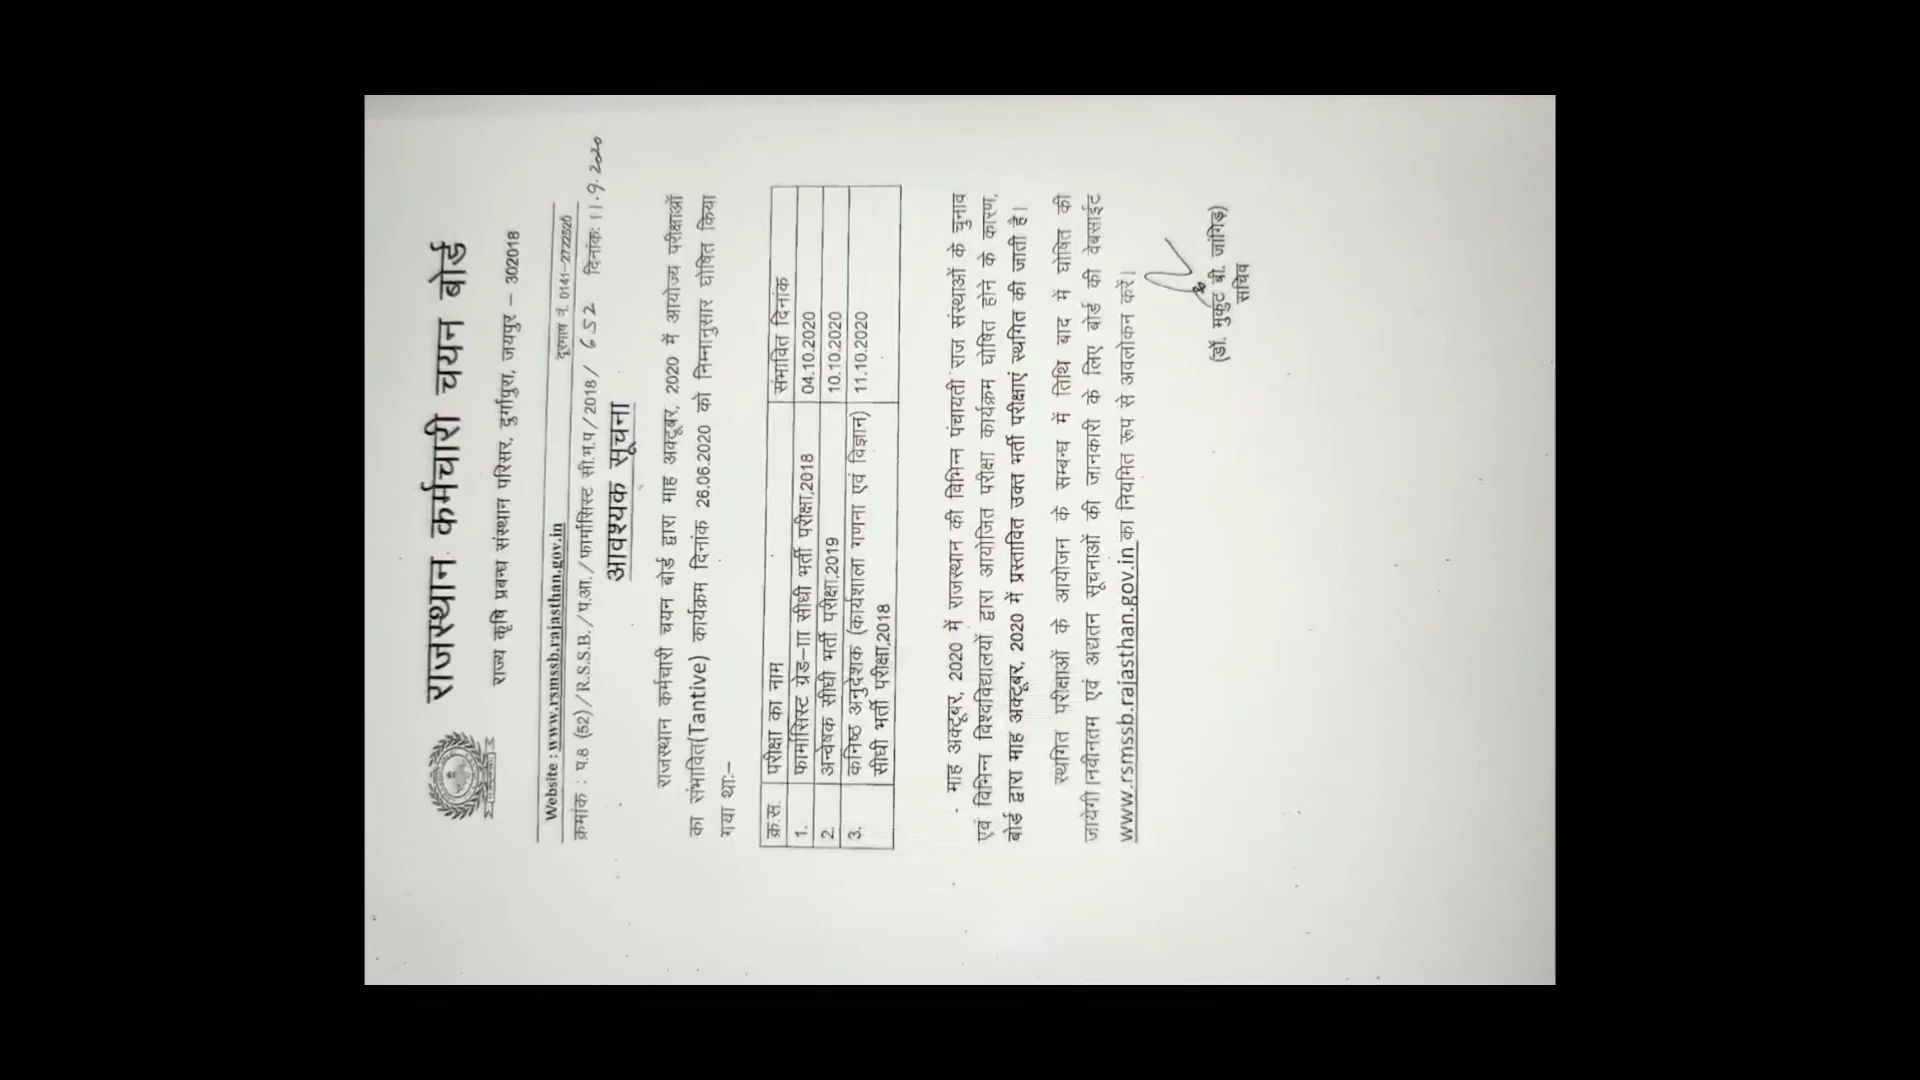 राजस्थान कर्मचारी चयन बोर्ड
राज्य कृषि प्रबन्ध संस्थान परिसर, दुर्गापुरा, जयपुर – 302018
Website : www.rsmssb.rajasthan.gov.in दूरभाष नं. 0141–2722520
क्रमांक : प.8 (52)/R.S.S.B./प.आ./फार्मासिस्ट सी.भ.प/2018/ 652 दिनांक: 11.9.2020
आवश्यक सूचना
राजस्थान कर्मचारी चयन बोर्ड द्वारा माह अक्टूबर, 2020 में आयोज्य परीक्षाओं
का संभावित(Tantive) कार्यक्रम दिनांक 26.06.2020 को निम्नानुसार घोषित किया
गया थाः–
क्र.स. परीक्षा का नाम संभावित दिनांक
1. फार्मासिस्ट ग्रेड–ााा सीधी भर्ती परीक्षा,2018 04.10.2020
2. अन्वेषक सीधी भर्ती परीक्षा,2019 10.10.2020
3. कनिष्ठ अनुदेशक (कार्यशाला गणना एवं विज्ञान) 11.10.2020
सीधी भर्ती परीक्षा,2018
माह अक्टूबर, 2020 में राजस्थान की विभिन्न पंचायती राज संस्थाओं के चुनाव
एवं विभिन्न विश्वविद्यालयों द्वारा आयोजित परीक्षा कार्यक्रम घोषित होने के कारण,
बोर्ड द्वारा माह अक्टूबर, 2020 में प्रस्तावित उक्त भर्ती परीक्षाएं स्थगित की जाती है।
स्थगित परीक्षाओं के आयोजन के सम्बन्ध में तिथि बाद में घोषित की
जायेगी।नवीनतम एवं अद्यतन सूचनाओं की जानकारी के लिए बोर्ड की वेबसाईट
www.rsmssb.rajasthan.gov.in का नियमित रूप से अवलोकन करें।
(डॉ. मुकुट बी. जांगिड़)
सचिव